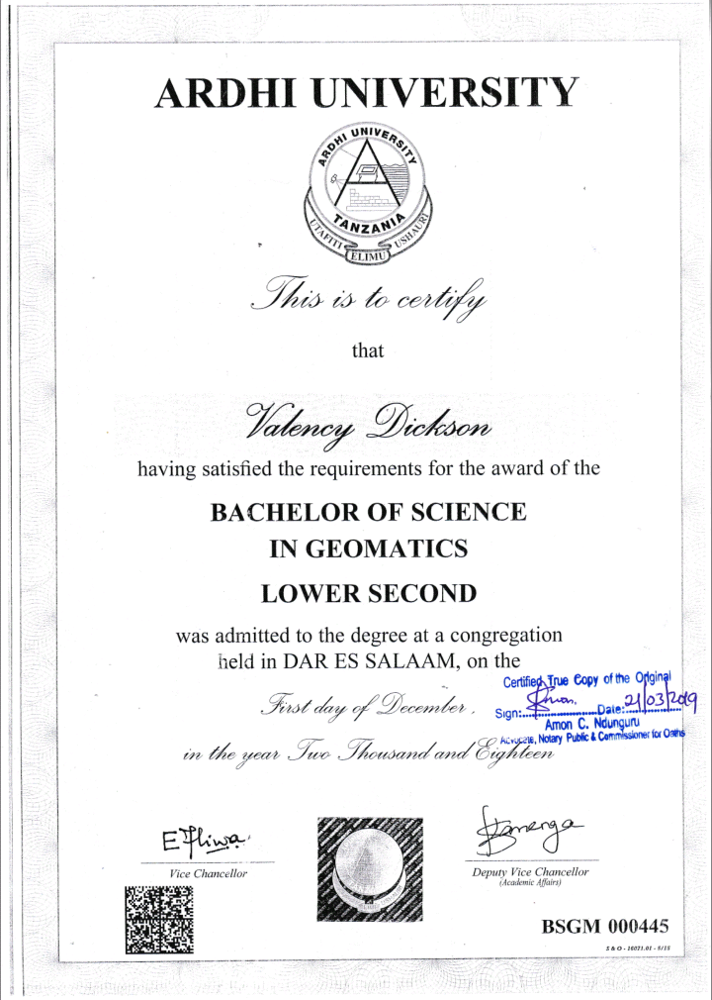 ARDHI UNIVERSITY
ARDHI UNIVERSITY
TANZANIA
UTAFITI ELIMU USHAURI
This is to certify
that
Valency Dickson
having satisfied the requirements for the award of the
BACHELOR OF SCIENCE
IN GEOMATICS
LOWER SECOND
was admitted to the degree at a congregation
held in DAR ES SALAAM, on the
First day of December,
in the year Two Thousand and Eighteen
Certified True Copy of the Original
Sign:....................Date: 21/03/2019
Amon C. Ndunguru
Advocate, Notary Public & Commissioner for Oaths
Vice Chancellor
Deputy Vice Chancellor
(Academic Affairs)
BSGM 000445